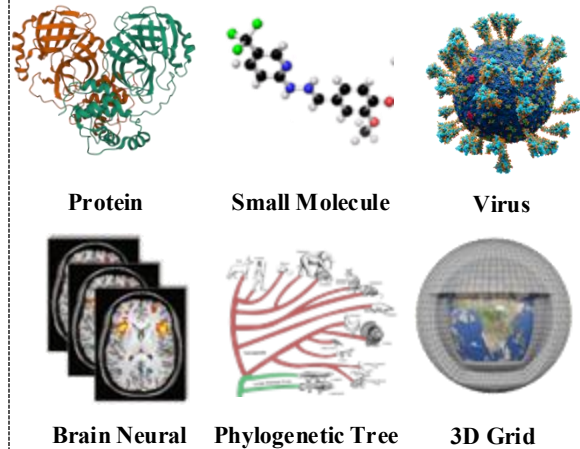 Protein
Small Molecule
Virus
Brain Neural
Phylogenetic Tree
3D Grid